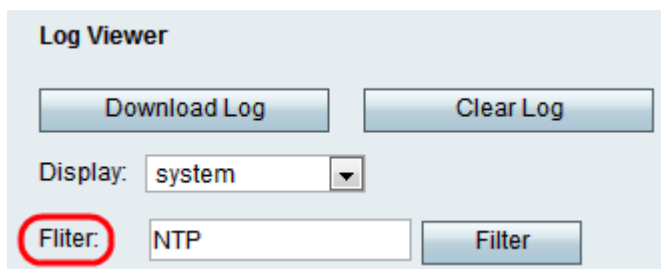 Log Viewer
Download Log Clear Log
Display: system
Fliter: NTP Filter